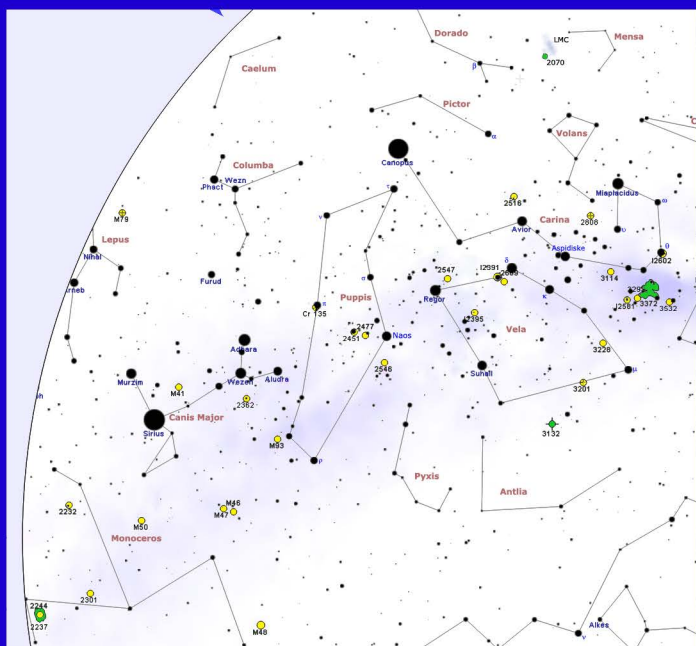 Dorado
Mensa
LMC
2070
Caelum
β
Pictor
α
Volans
Canopus
Columba
Wezn
Phact
τ
Miaplacidus
ω
2516
Carina
2808
M79
ν
Avior
υ
Lepus
Nihal
Aspidiske
θ
I2602
Furud
σ
2547
I2391
δ
2669
3114
Puppis
Regor
κ
I2581
3372
3532
π
Cr 135
2477
2451
I2395
Vela
Naos
3228
Adhara
2546
Suhail
μ
Murzim
Wezen
Aludra
M41
2362
3201
Canis Major
Sirius
3132
M93
ρ
Pyxis
Antlia
2232
M46
M47
M50
Monoceros
2301
2244
2237
M48
Alkes
ν